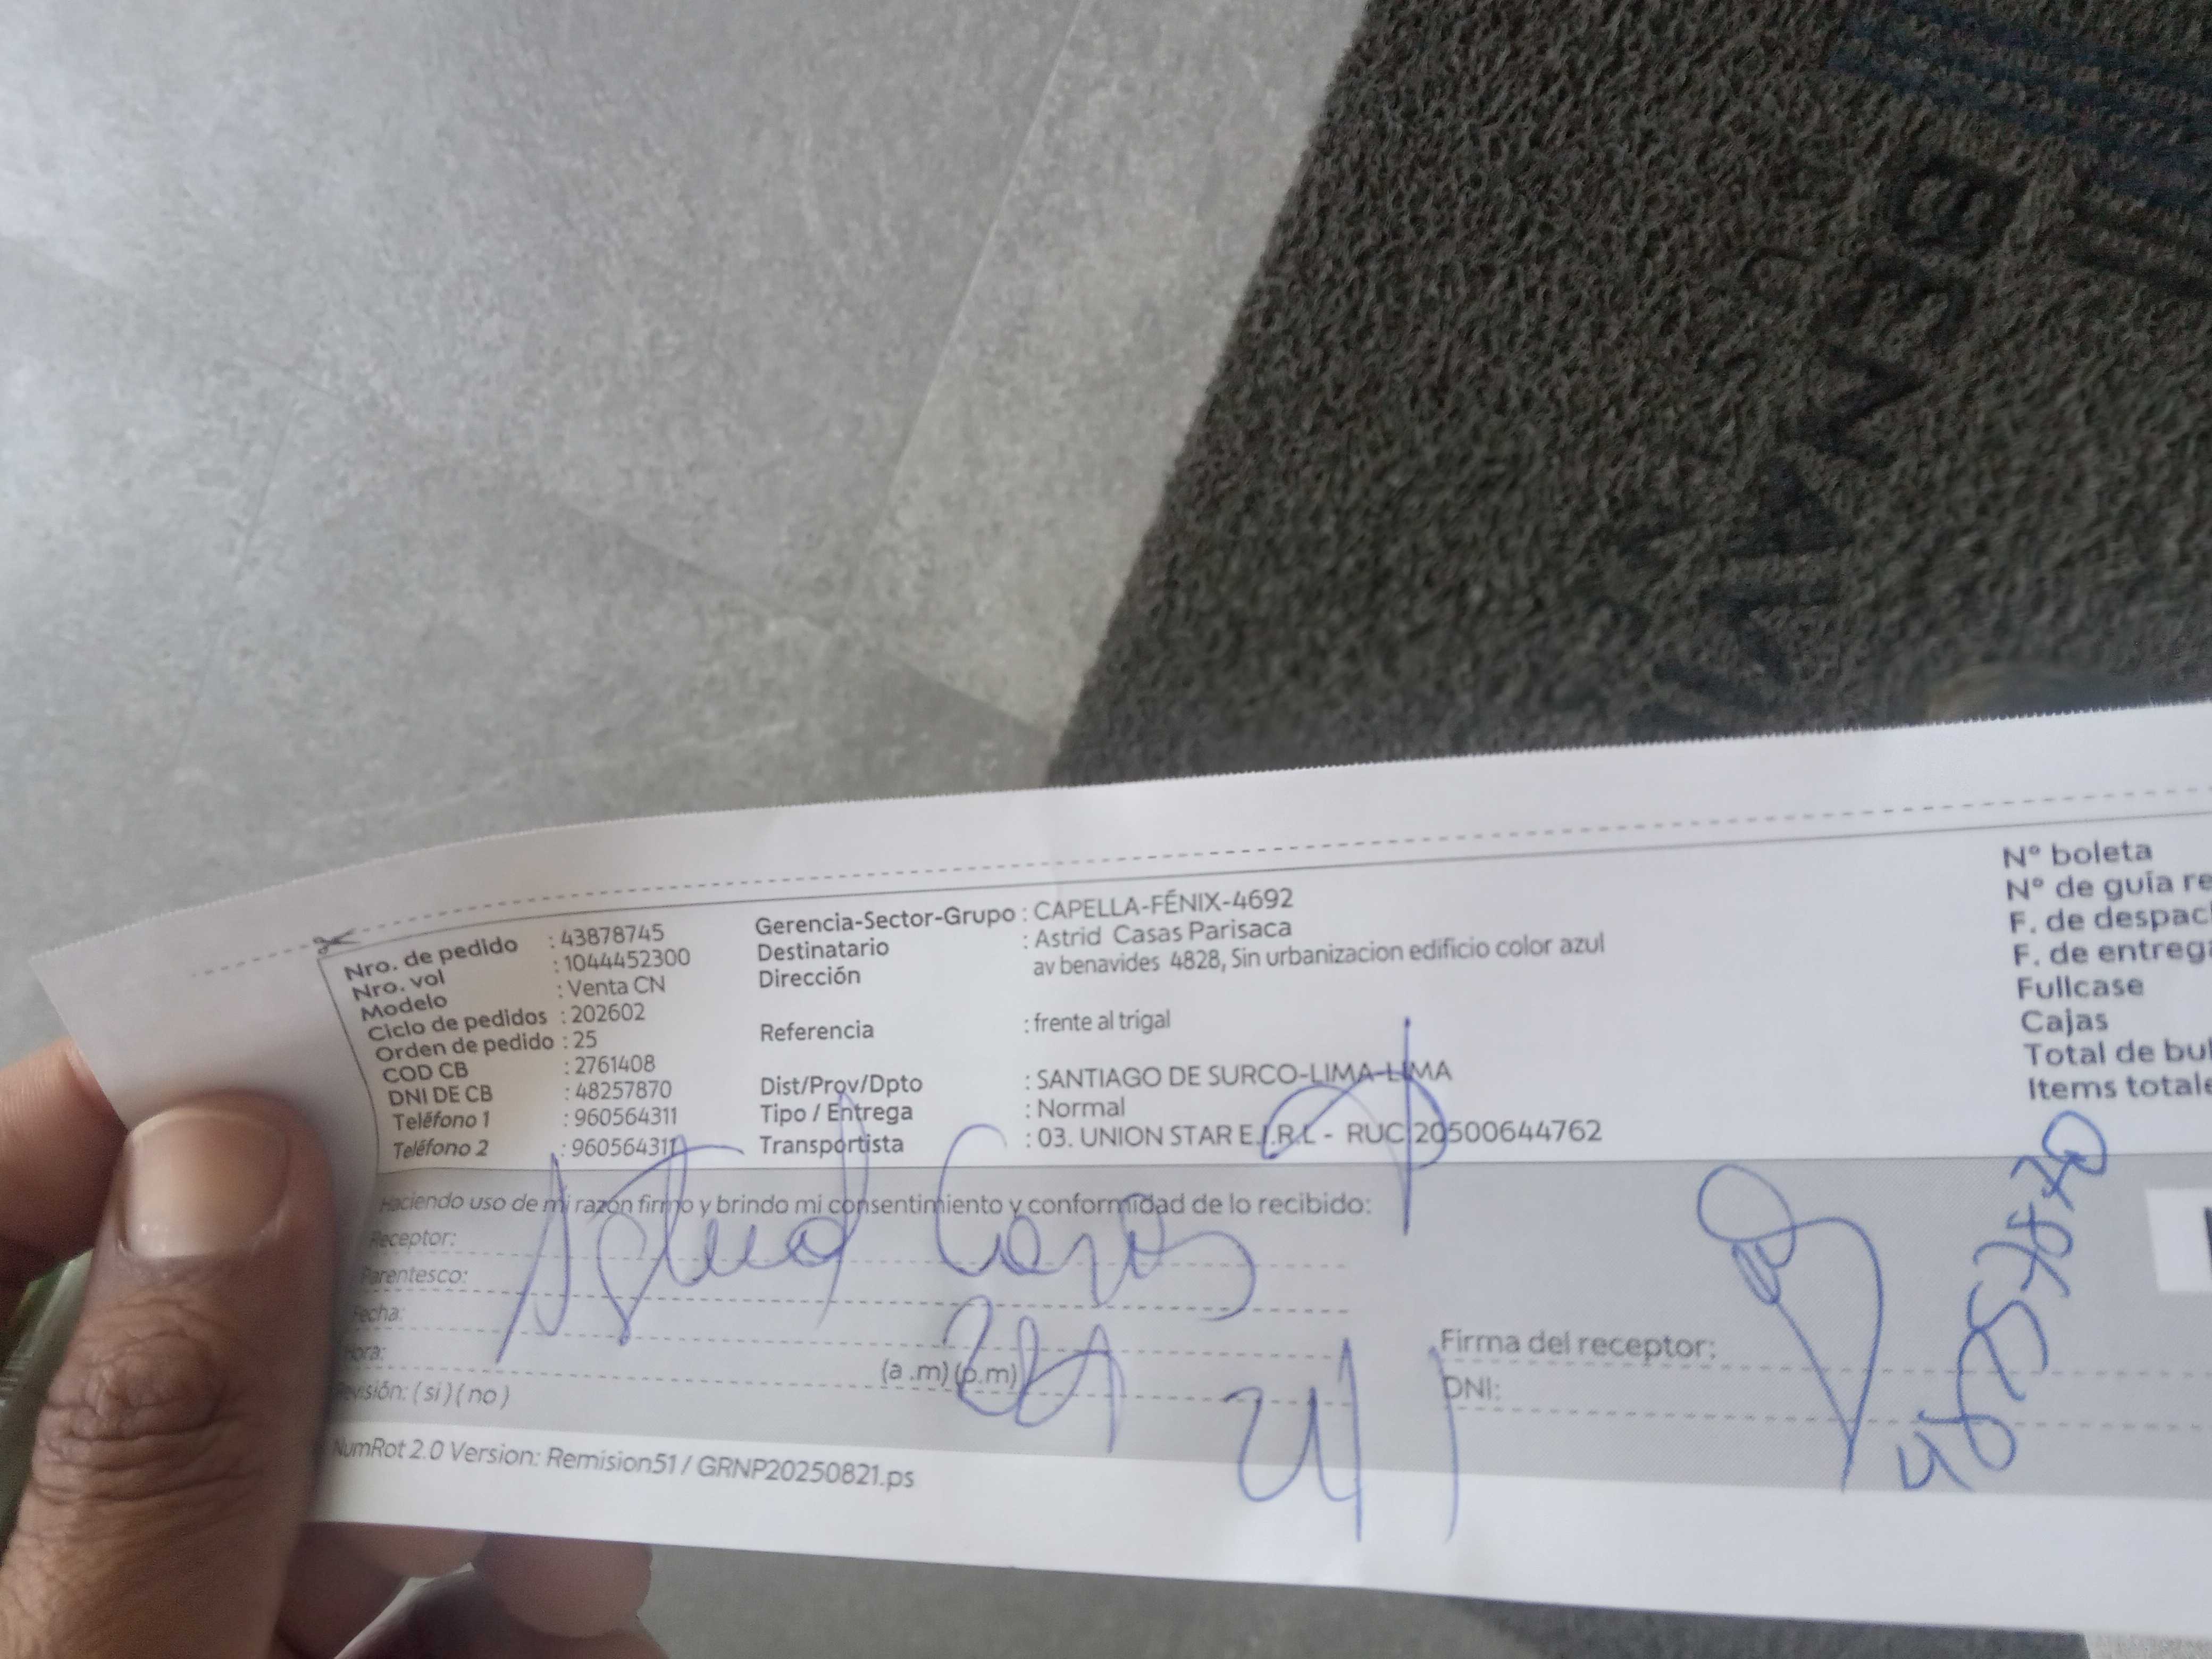 BENAVIDES
Nro. de pedido : 43878745
Nro. vol : 1044452300
Modelo : Venta CN
Ciclo de pedidos : 202602
Orden de pedido : 25
COD CB : 2761408
DNI DE CB : 48257870
Teléfono 1 : 960564311
Teléfono 2 : 960564311
Gerencia-Sector-Grupo : CAPELLA-FÉNIX-4692
Destinatario : Astrid Casas Parisaca
Dirección av benavides 4828, Sin urbanizacion edificio color azul
Referencia : frente al trigal
Dist/Prov/Dpto : SANTIAGO DE SURCO-LIMA-LIMA
Tipo / Entrega : Normal
Transportista : 03. UNION STAR E.I.R.L - RUC 20500644762
N° boleta
N° de guía re
F. de despac
F. de entreg
Fullcase
Cajas
Total de bul
Items totale
Haciendo uso de mi razón firmo y brindo mi consentimiento y conformidad de lo recibido:
Receptor: Astrid Casas
Parentesco:
Fecha:
Hora: (a.m) (p.m)
Revisión: ( si ) ( no )
Firma del receptor:
DNI: 48257870
NumRot 2.0 Version: Remision51 / GRNP20250821.ps